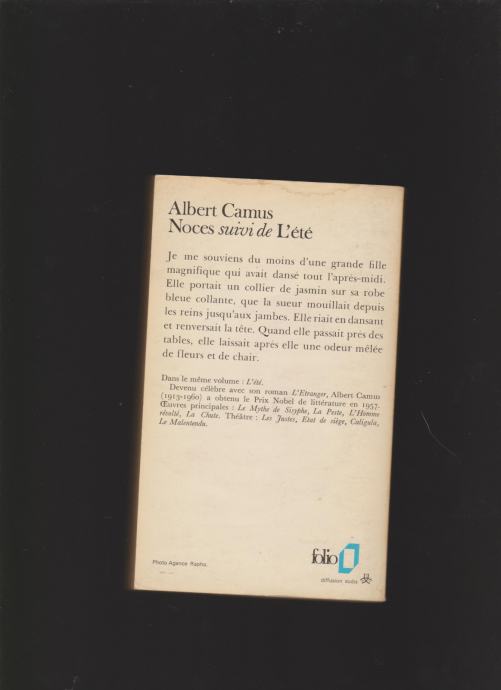 Albert Camus
Noces suivi de L'été
Je me souviens du moins d'une grande fille
magnifique qui avait dansé tout l'après-midi.
Elle portait un collier de jasmin sur sa robe
bleue collante, que la sueur mouillait depuis
les reins jusqu'aux jambes. Elle riait en dansant
et renversait la tête. Quand elle passait près des
tables, elle laissait après elle une odeur mêlée
de fleurs et de chair.
Dans le même volume : L'été.
Devenu célèbre avec son roman L'Etranger, Albert Camus
(1913-1960) a obtenu le Prix Nobel de littérature en 1957.
Œuvres principales : Le Mythe de Sisyphe, La Peste, L'Homme
révolté, La Chute. Théâtre : Les Justes, Etat de siège, Caligula,
Le Malentendu.
folio
Photo Agence Rapho.
diffusion sodis